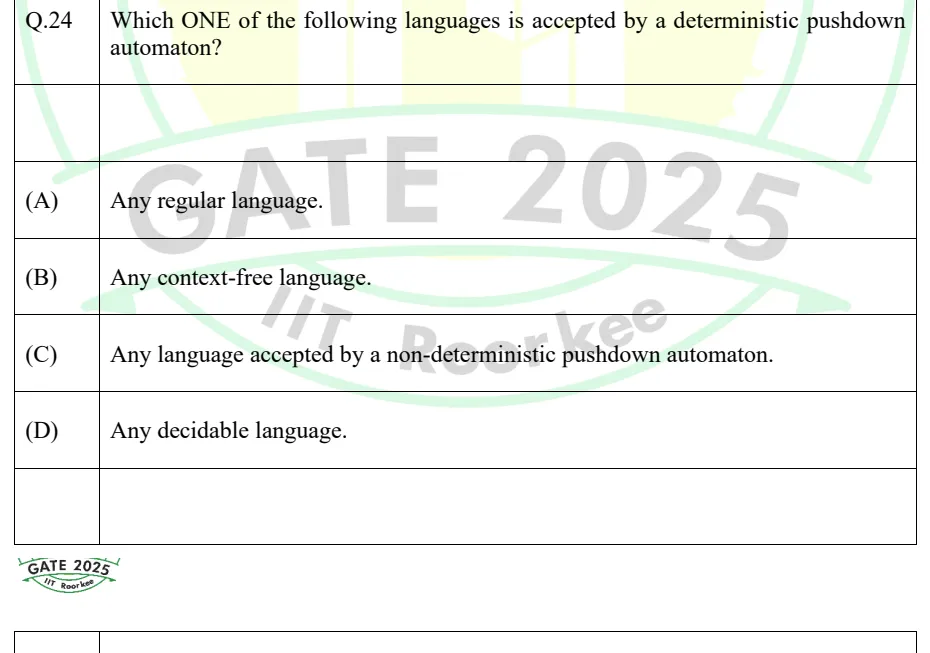 Q.24 Which ONE of the following languages is accepted by a deterministic pushdown
automaton?
GATE 2025
IIT Roorkee
(A) Any regular language.
(B) Any context-free language.
(C) Any language accepted by a non-deterministic pushdown automaton.
(D) Any decidable language.
GATE 2025
IIT Roorkee